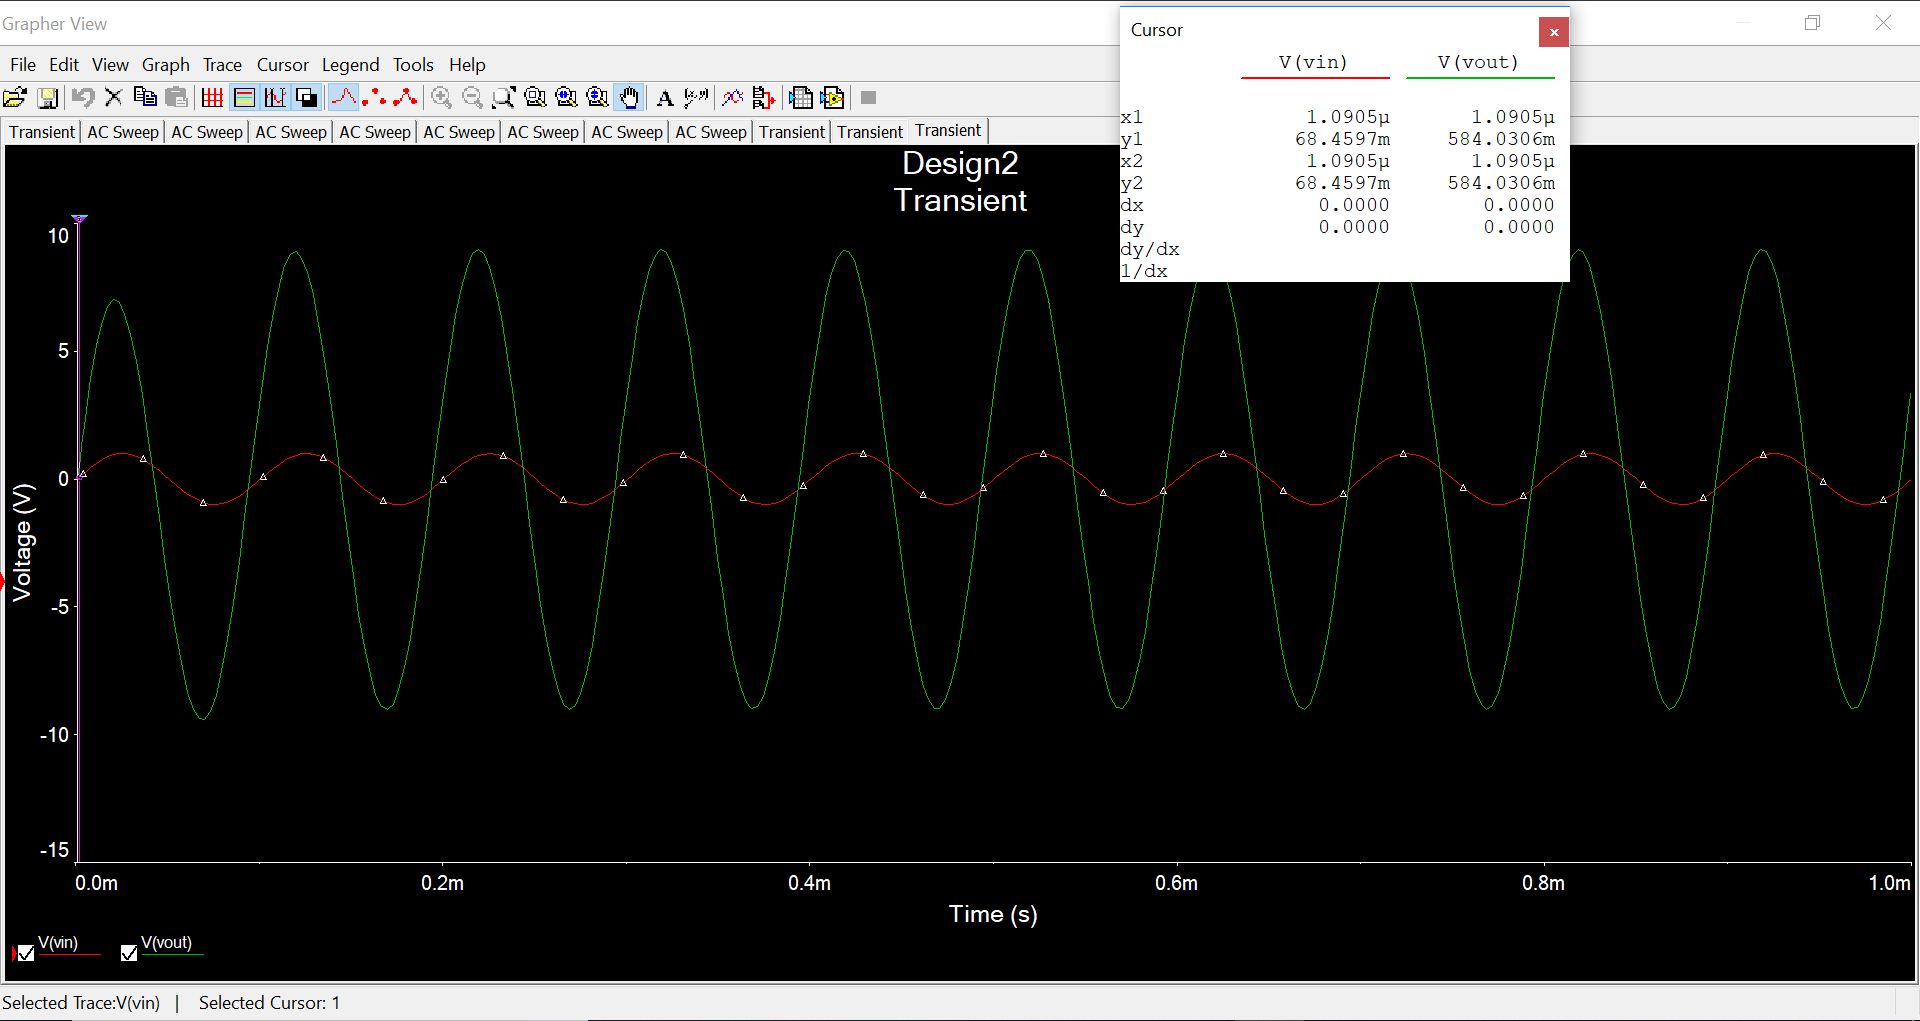 Grapher View
File Edit View Graph Trace Cursor Legend Tools Help
Transient AC Sweep AC Sweep AC Sweep AC Sweep AC Sweep AC Sweep AC Sweep AC Sweep Transient Transient Transient
Cursor
V(vin) V(vout)
x1 1.0905µ 1.0905µ
y1 68.4597m 584.0306m
x2 1.0905µ 1.0905µ
y2 68.4597m 584.0306m
dx 0.0000 0.0000
dy 0.0000 0.0000
dy/dx
1/dx
Design2
Transient
Voltage (V)
10
5
0
-5
-10
-15
0.0m 0.2m 0.4m 0.6m 0.8m 1.0m
Time (s)
V(vin) V(vout)
Selected Trace:V(vin) | Selected Cursor: 1